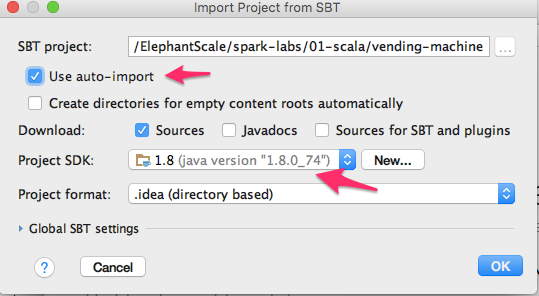 Import Project from SBT
SBT project: /ElephantScale/spark-labs/01-scala/vending-machine ...
Use auto-import
Create directories for empty content roots automatically
Download: Sources Javadocs Sources for SBT and plugins
Project SDK: 1.8 (java version "1.8.0_74") New...
Project format: .idea (directory based)
Global SBT settings
? Cancel OK